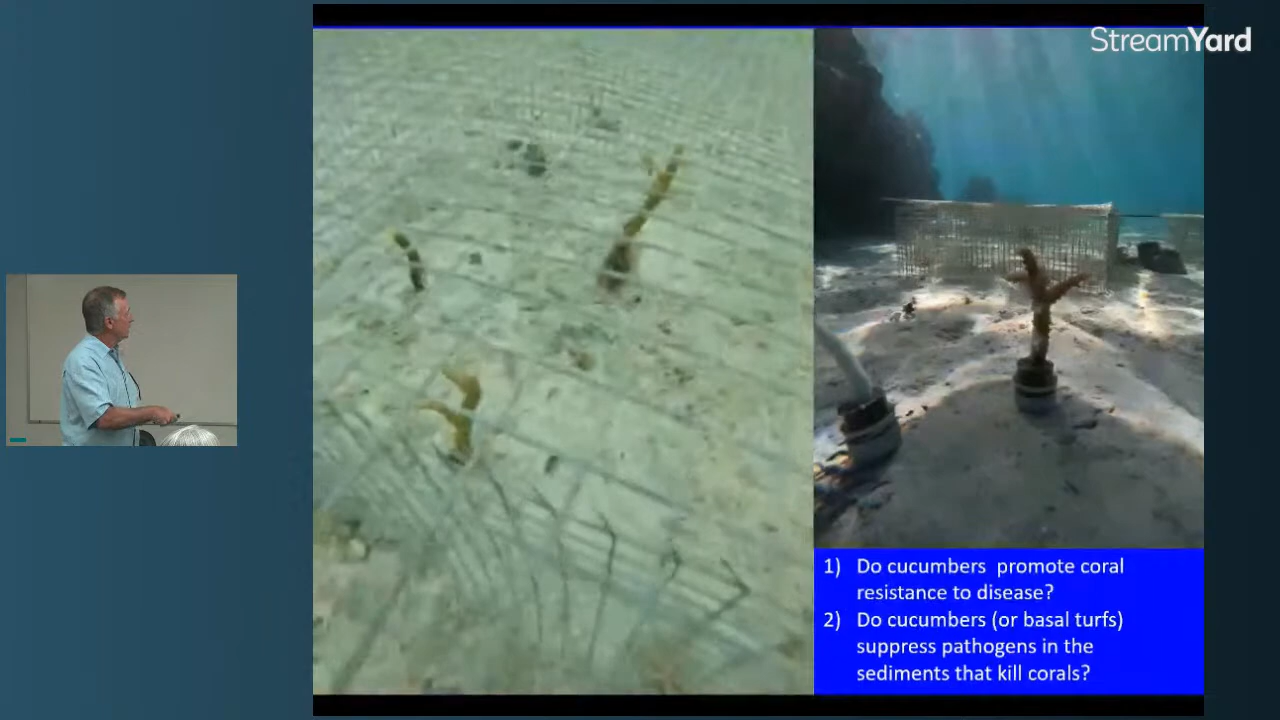 StreamYard
1) Do cucumbers promote coral
resistance to disease?
2) Do cucumbers (or basal turfs)
suppress pathogens in the
sediments that kill corals?